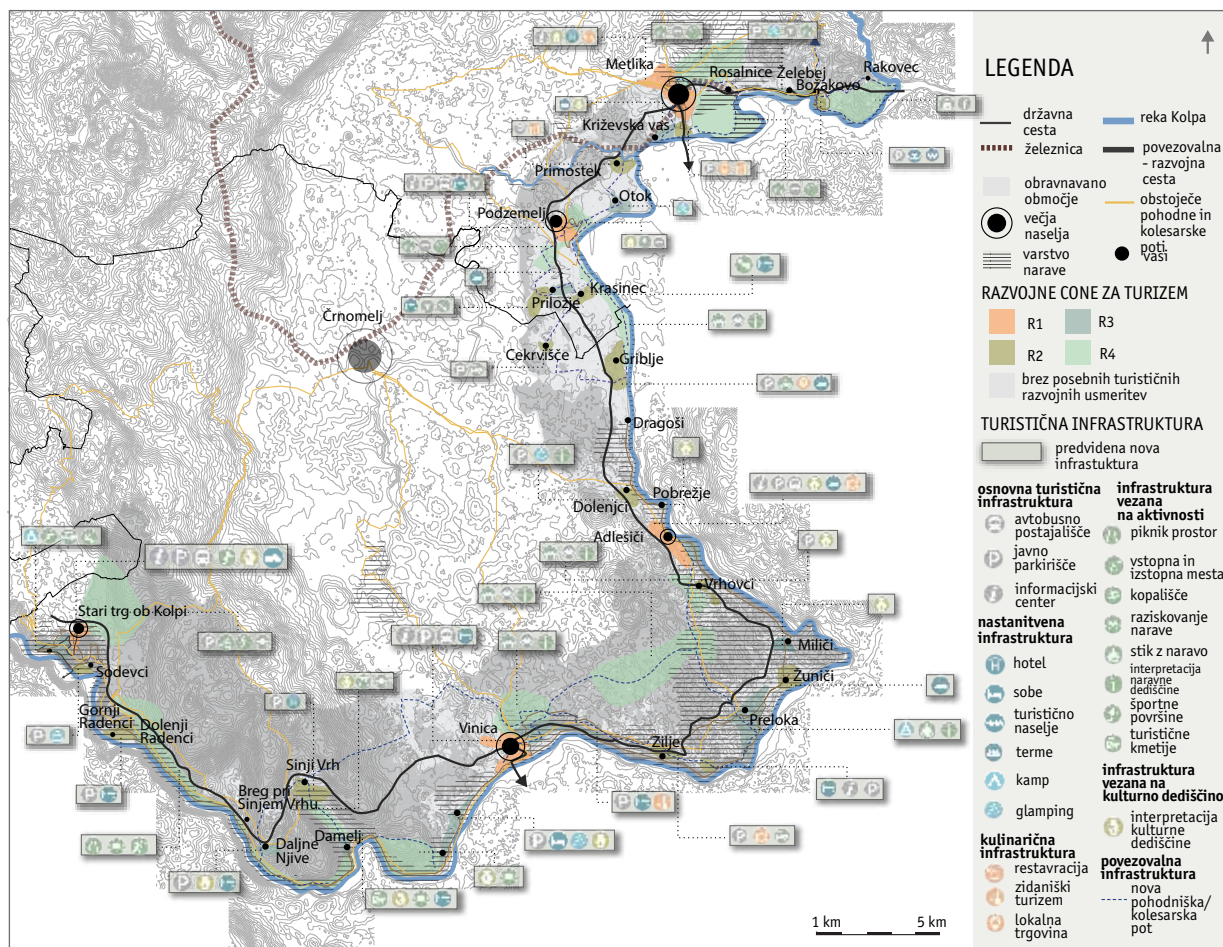 Metlika
Rosalnice
Želebej
Božakovo
Rakovec
Križevska vas
Primostek
Otok
Podzemelj
Krasinec
Priložje
Črnomelj
Cekrvišče
Griblje
Dragoši
Dolenjci
Pobrežje
Adlešiči
Vrhovci
Stari trg ob Kolpi
Sodevci
Gornji
Radenci
Dolenji
Radenci
Vinica
Miliči
Žuniči
Preloka
Žilje
Sinji Vrh
Breg pri
Sinjem Vrhu
Daljne
Njive
Damelj
1 km
5 km
LEGENDA
državna
cesta
železnica
obravnavano
območje
večja
naselja
varstvo
narave
reka Kolpa
povezovalna
- razvojna
cesta
obstoječe
pohodne in
kolesarske
poti
vasi
RAZVOJNE CONE ZA TURIZEM
R1
R3
R2
R4
brez posebnih turističnih
razvojnih usmeritev
TURISTIČNA INFRASTRUKTURA
predvidena nova
infrastuktura
osnovna turistična
infrastruktura
avtobusno
postajališče
javno
parkirišče
informacijski
center
nastanitvena
infrastruktura
hotel
sobe
turistično
naselje
terme
kamp
glamping
kulinarična
infrastruktura
restavracija
zidaniški
turizem
lokalna
trgovina
infrastruktura
vezana
na aktivnosti
piknik prostor
vstopna in
izstopna mesta
kopališče
raziskovanje
narave
stik z naravo
interpretacija
naravne
dediščine
športne
površine
turistične
kmetije
infrastruktura
vezana na
kulturno dediščino
interpretacija
kulturne
dediščine
povezovalna
infrastruktura
nova
pohodniška/
kolesarska
pot